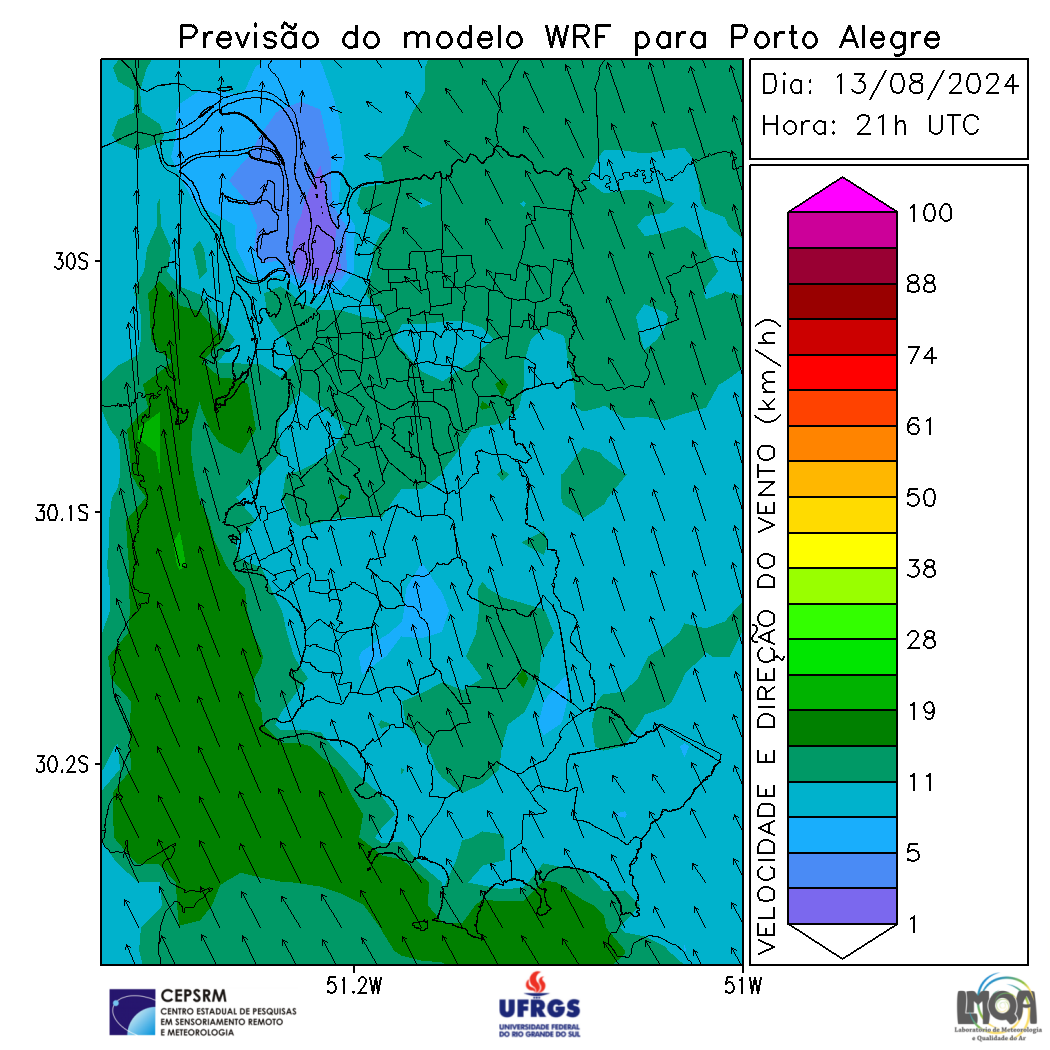 Previsão do modelo WRF para Porto Alegre
Dia: 13/08/2024
Hora: 21h UTC
30S
30.1S
30.2S
51.2W
51W
VELOCIDADE E DIREÇÃO DO VENTO (km/h)
100
88
74
61
50
38
28
19
11
5
1
CEPSRM
CENTRO ESTADUAL DE PESQUISAS
EM SENSORIAMENTO REMOTO
E METEOROLOGIA
UFRGS
UNIVERSIDADE FEDERAL
DO RIO GRANDE DO SUL
LMQA
Laboratório de Meteorologia
e Qualidade do Ar